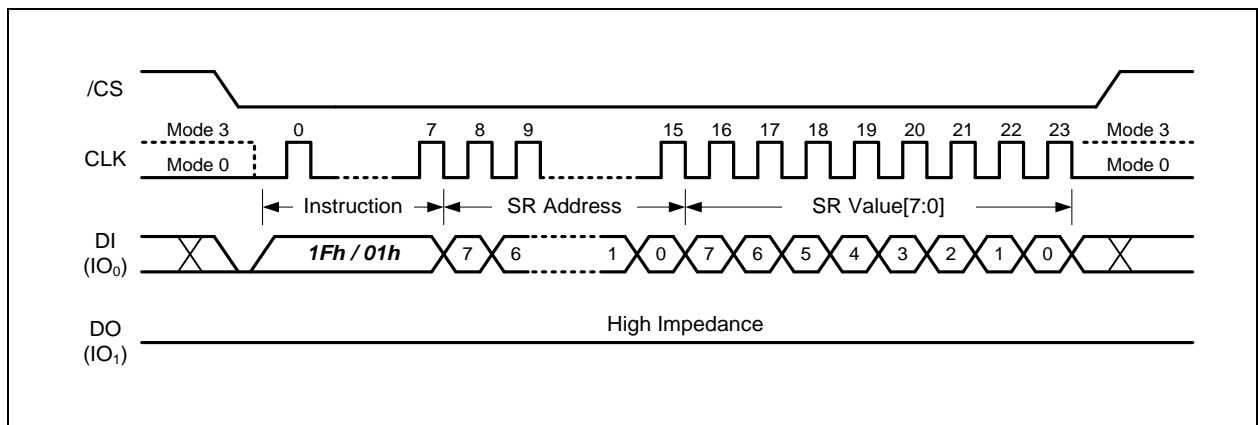 /CS
Mode 3 0 7 8 9 15 16 17 18 19 20 21 22 23 Mode 3
CLK
Mode 0 Mode 0
Instruction SR Address SR Value[7:0]
DI
(IO₀)
1Fh / 01h 7 6 1 0 7 6 5 4 3 2 1 0
High Impedance
DO
(IO₁)